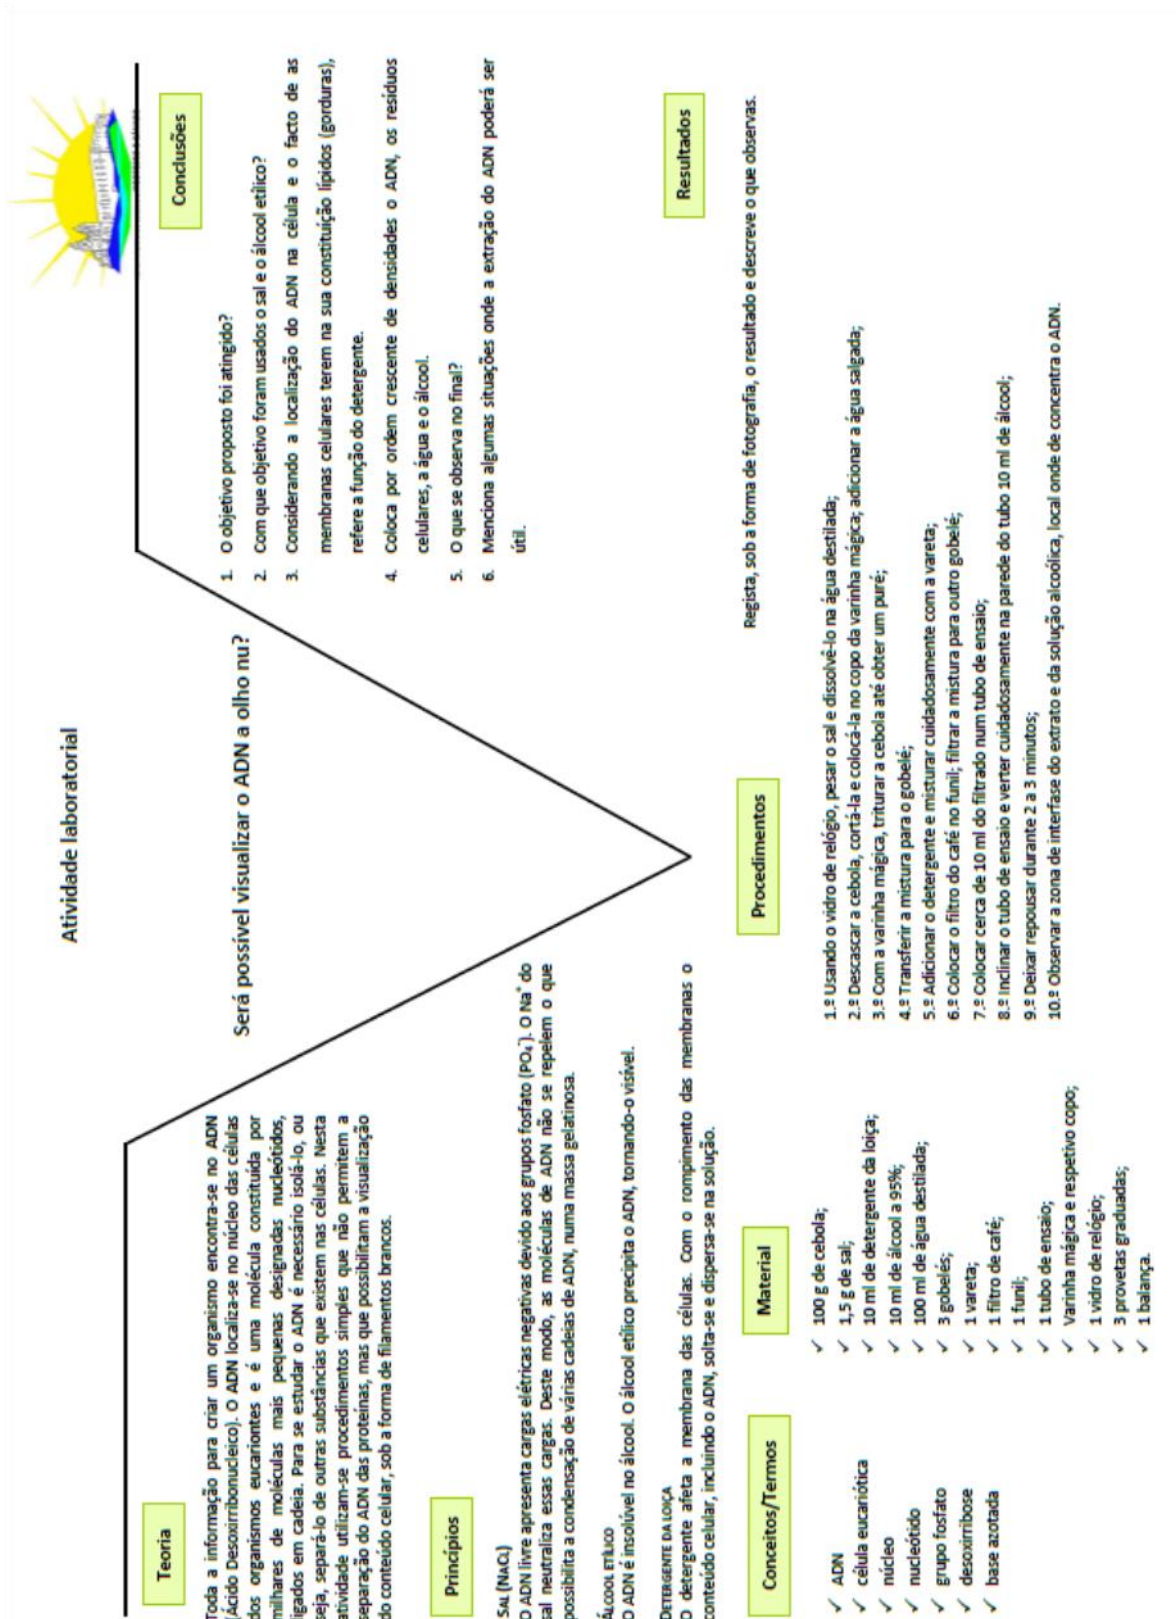 Atividade laboratorial
Será possível visualizar o ADN a olho nu?
Teoria
Toda a informação para criar um organismo encontra-se no ADN
(Ácido Desoxirribonucleico). O ADN localiza-se no núcleo das células
dos organismos eucariontes e é uma molécula constituída por
milhares de moléculas mais pequenas designadas nucleótidos,
ligados em cadeia. Para se estudar o ADN é necessário isolá-lo, ou
seja, separá-lo de outras substâncias que existem nas células. Nesta
atividade utilizam-se procedimentos simples que não permitem a
separação do ADN das proteínas, mas que possibilitam a visualização
do conteúdo celular, sob a forma de filamentos brancos.
Princípios
SAL (NACL)
O ADN livre apresenta cargas elétricas negativas devido aos grupos fosfato (PO₄). O Na⁺ do
sal neutraliza essas cargas. Deste modo, as moléculas de ADN não se repelem o que
possibilita a condensação de várias cadeias de ADN, numa massa gelatinosa.
ÁLCOOL ETÍLICO
O ADN é insolúvel no álcool. O álcool etílico precipita o ADN, tornando-o visível.
DETERGENTE DA LOIÇA
O detergente afeta a membrana das células. Com o rompimento das membranas o
conteúdo celular, incluindo o ADN, solta-se e dispersa-se na solução.
Conceitos/Termos
✓ ADN
✓ célula eucariótica
✓ núcleo
✓ nucleótido
✓ grupo fosfato
✓ desoxirribose
✓ base azotada
Material
✓ 100 g de cebola;
✓ 1,5 g de sal;
✓ 10 ml de detergente da loiça;
✓ 10 ml de álcool a 95%;
✓ 100 ml de água destilada;
✓ 3 gobelés;
✓ 1 vareta;
✓ 1 filtro de café;
✓ 1 funil;
✓ 1 tubo de ensaio;
✓ Varinha mágica e respetivo copo;
✓ 1 vidro de relógio;
✓ 3 provetas graduadas;
✓ 1 balança.
Procedimentos
1.º Usando o vidro de relógio, pesar o sal e dissolvê-lo na água destilada;
2.º Descascar a cebola, cortá-la e colocá-la no copo da varinha mágica; adicionar a água salgada;
3.º Com a varinha mágica, triturar a cebola até obter um puré;
4.º Transferir a mistura para o gobelé;
5.º Adicionar o detergente e misturar cuidadosamente com a vareta;
6.º Colocar o filtro do café no funil; filtrar a mistura para outro gobelé;
7.º Colocar cerca de 10 ml do filtrado num tubo de ensaio;
8.º Inclinar o tubo de ensaio e verter cuidadosamente na parede do tubo 10 ml de álcool;
9.º Deixar repousar durante 2 a 3 minutos;
10.º Observar a zona de interfase do extrato e da solução alcoólica, local onde de concentra o ADN.
Conclusões
1. O objetivo proposto foi atingido?
2. Com que objetivo foram usados o sal e o álcool etílico?
3. Considerando a localização do ADN na célula e o facto de as
membranas celulares terem na sua constituição lípidos (gorduras),
refere a função do detergente.
4. Coloca por ordem crescente de densidades o ADN, os resíduos
celulares, a água e o álcool.
5. O que se observa no final?
6. Menciona algumas situações onde a extração do ADN poderá ser
útil.
Resultados
Regista, sob a forma de fotografia, o resultado e descreve o que observas.